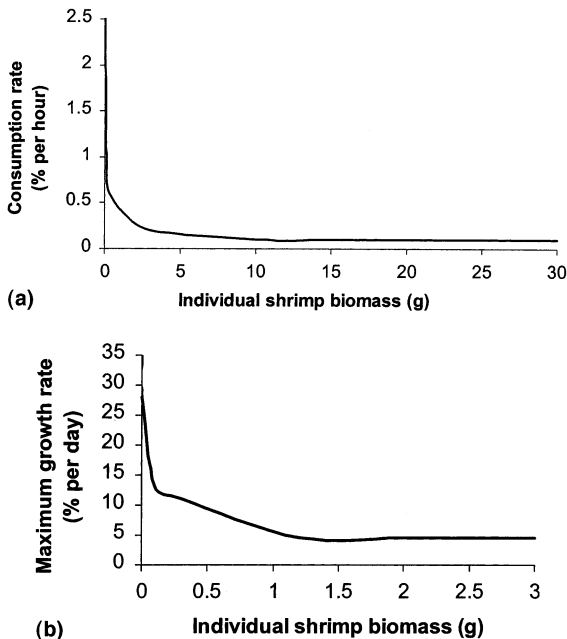 2.5
2
1.5
1
0.5
0
Consumption rate
(% per hour)
0 5 10 15 20 25 30
Individual shrimp biomass (g)
(a)
35
30
25
20
15
10
5
0
Maximum growth rate
(% per day)
0 0.5 1 1.5 2 2.5 3
Individual shrimp biomass (g)
(b)